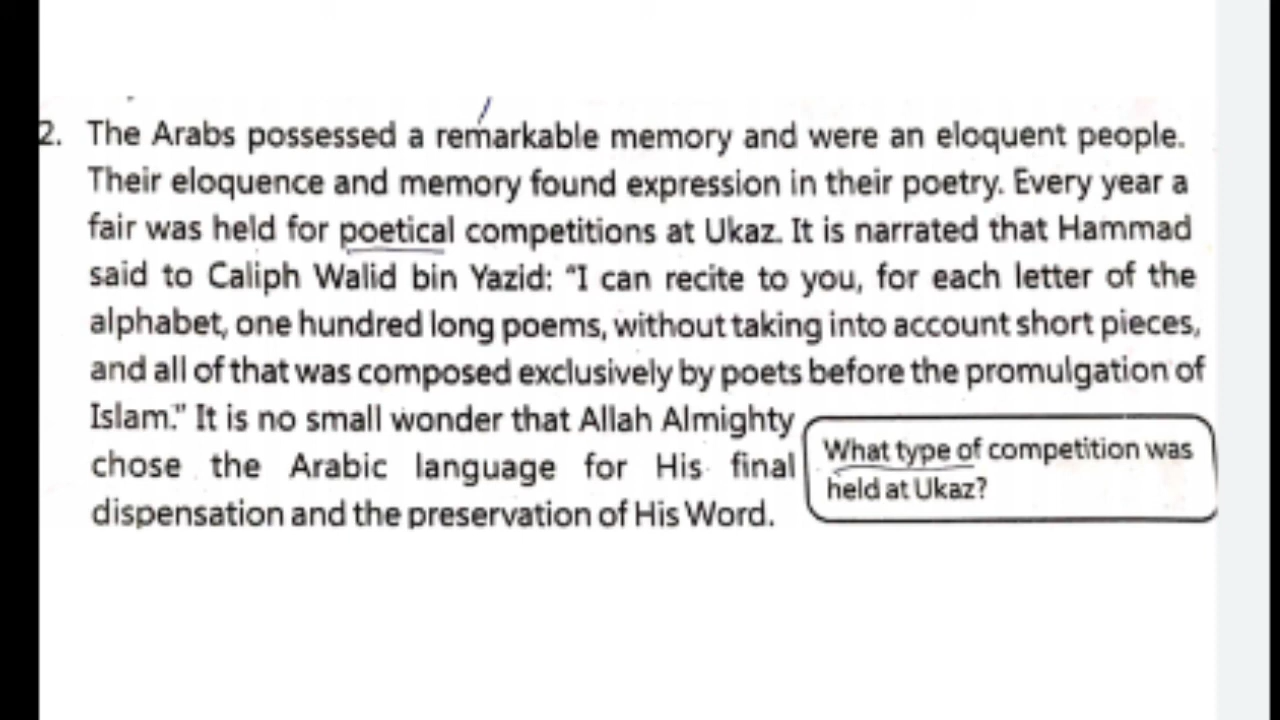 2. The Arabs possessed a remarkable memory and were an eloquent people.
Their eloquence and memory found expression in their poetry. Every year a
fair was held for poetical competitions at Ukaz. It is narrated that Hammad
said to Caliph Walid bin Yazid: “I can recite to you, for each letter of the
alphabet, one hundred long poems, without taking into account short pieces,
and all of that was composed exclusively by poets before the promulgation of
Islam.” It is no small wonder that Allah Almighty
chose the Arabic language for His final
dispensation and the preservation of His Word.
What type of competition was
held at Ukaz?